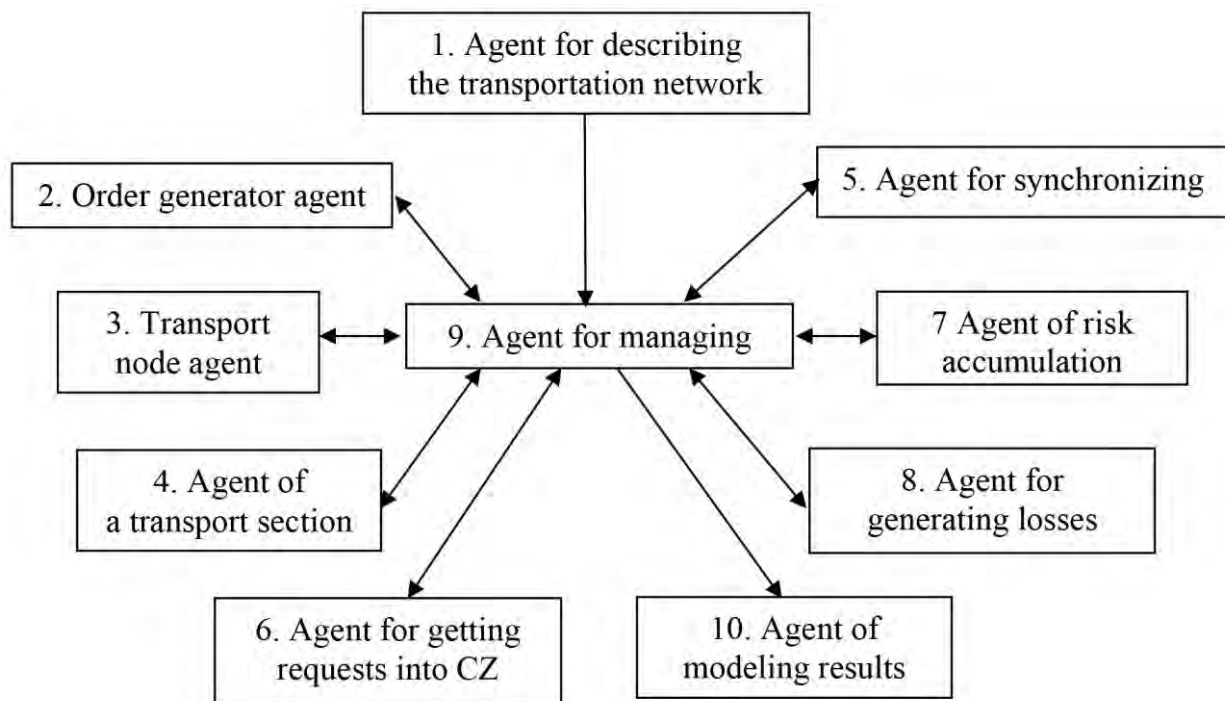 1. Agent for describing
the transportation network
2. Order generator agent
5. Agent for synchronizing
3. Transport
node agent
9. Agent for managing
7 Agent of risk
accumulation
4. Agent of
a transport section
8. Agent for
generating losses
6. Agent for getting
requests into CZ
10. Agent of
modeling results